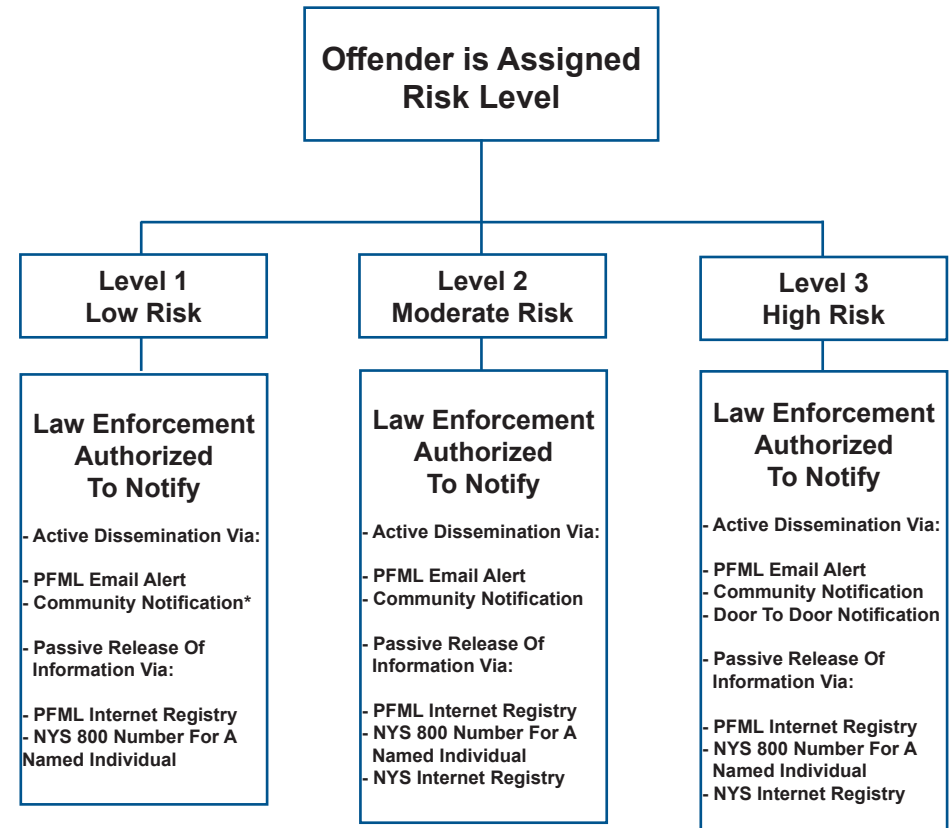 Offender is Assigned
Risk Level
Level 1
Low Risk
Law Enforcement
Authorized
To Notify
- Active Dissemination Via:
- PFML Email Alert
- Community Notification*
- Passive Release Of
Information Via:
- PFML Internet Registry
- NYS 800 Number For A
Named Individual
Level 2
Moderate Risk
Law Enforcement
Authorized
To Notify
- Active Dissemination Via:
- PFML Email Alert
- Community Notification
- Passive Release Of
Information Via:
- PFML Internet Registry
- NYS 800 Number For A
Named Individual
- NYS Internet Registry
Level 3
High Risk
Law Enforcement
Authorized
To Notify
- Active Dissemination Via:
- PFML Email Alert
- Community Notification
- Door To Door Notification
- Passive Release Of
Information Via:
- PFML Internet Registry
- NYS 800 Number For A
Named Individual
- NYS Internet Registry